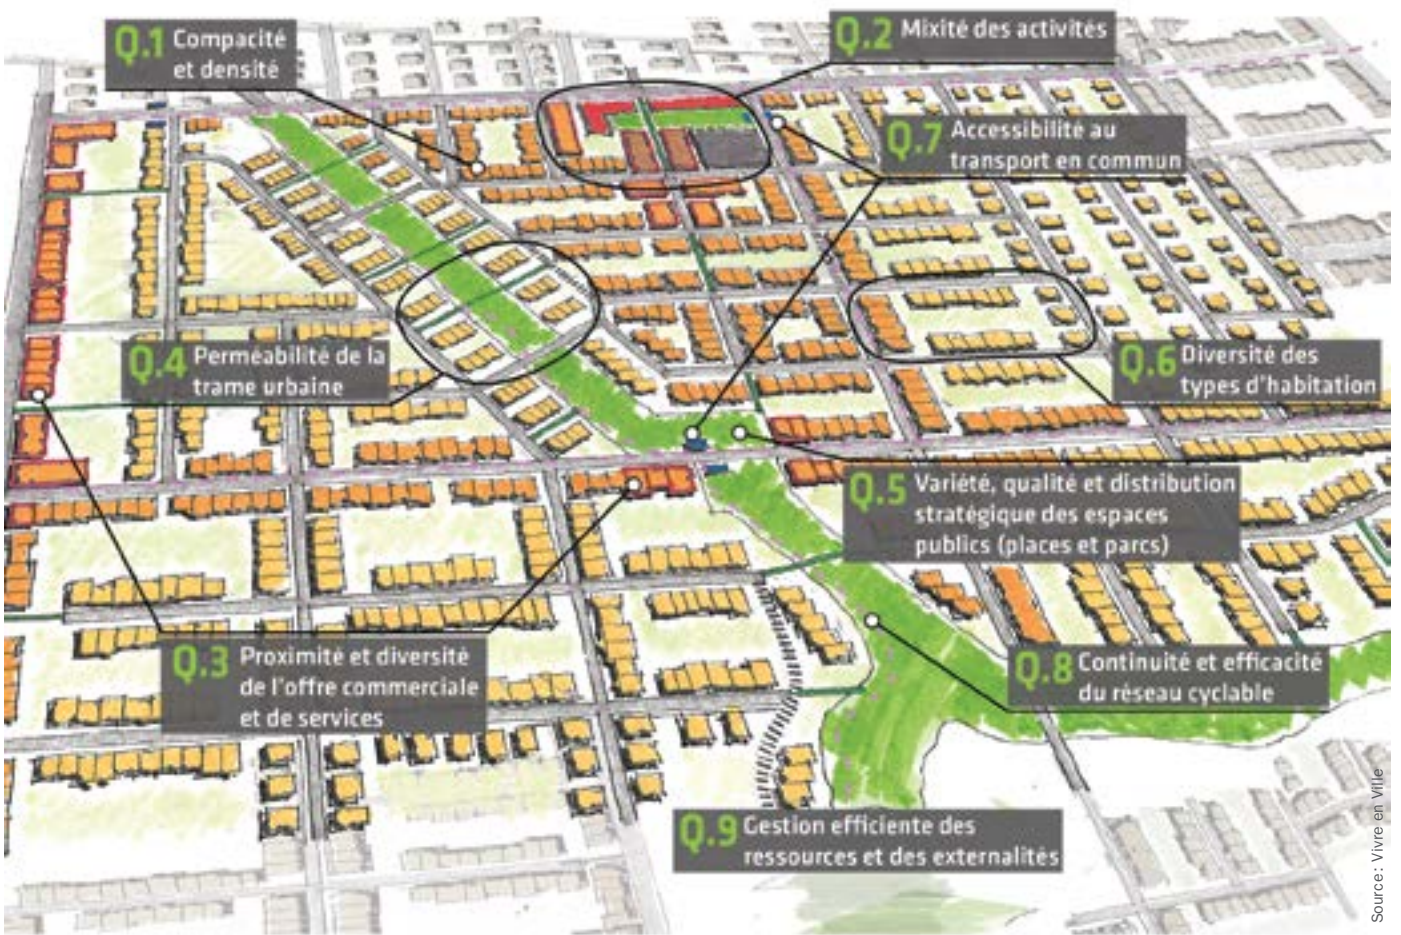 Q.1 Compacité
et densité
Q.2 Mixité des activités
Q.7 Accessibilité au
transport en commun
Q.4 Perméabilité de la
trame urbaine
Q.6 Diversité des
types d'habitation
Q.5 Variété, qualité et distribution
stratégique des espaces
publics (places et parcs)
Q.3 Proximité et diversité
de l'offre commerciale
et de services
Q.8 Continuité et efficacité
du réseau cyclable
Q.9 Gestion efficiente des
ressources et des externalités
Source: Vivre en Ville